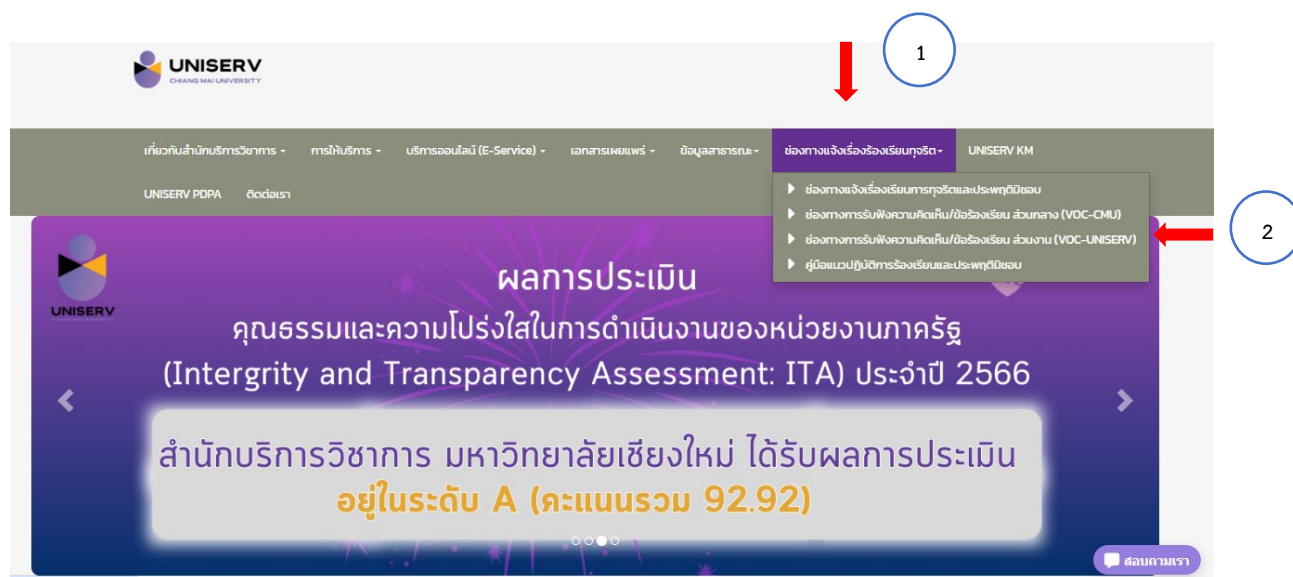 1
UNISERV
CHIANG MAI UNIVERSITY
เกี่ยวกับสำนักบริการวิชาการ การให้บริการ บริการออนไลน์ (E-Service) เอกสารเผยแพร่ ข้อมูลสาธารณะ ช่องทางแจ้งเรื่องร้องเรียนทุจริต UNISERV KM
UNISERV PDPA ติดต่อเรา
ช่องทางแจ้งเรื่องเรียนการทุจริตและประพฤติมิชอบ
ช่องทางการรับฟังความคิดเห็น/ข้อร้องเรียน ส่วนกลาง (VOC-CMU)
ช่องทางการรับฟังความคิดเห็น/ข้อร้องเรียน ส่วนงาน (VOC-UNISERV)
คู่มือแนวปฏิบัติการร้องเรียนและประพฤติมิชอบ
2
UNISERV
ผลการประเมิน
คุณธรรมและความโปร่งใสในการดำเนินงานของหน่วยงานภาครัฐ
(Intergrity and Transparency Assessment: ITA) ประจำปี 2566
สำนักบริการวิชาการ มหาวิทยาลัยเชียงใหม่ ได้รับผลการประเมิน
อยู่ในระดับ A (คะแนนรวม 92.92)
สอบถามเรา